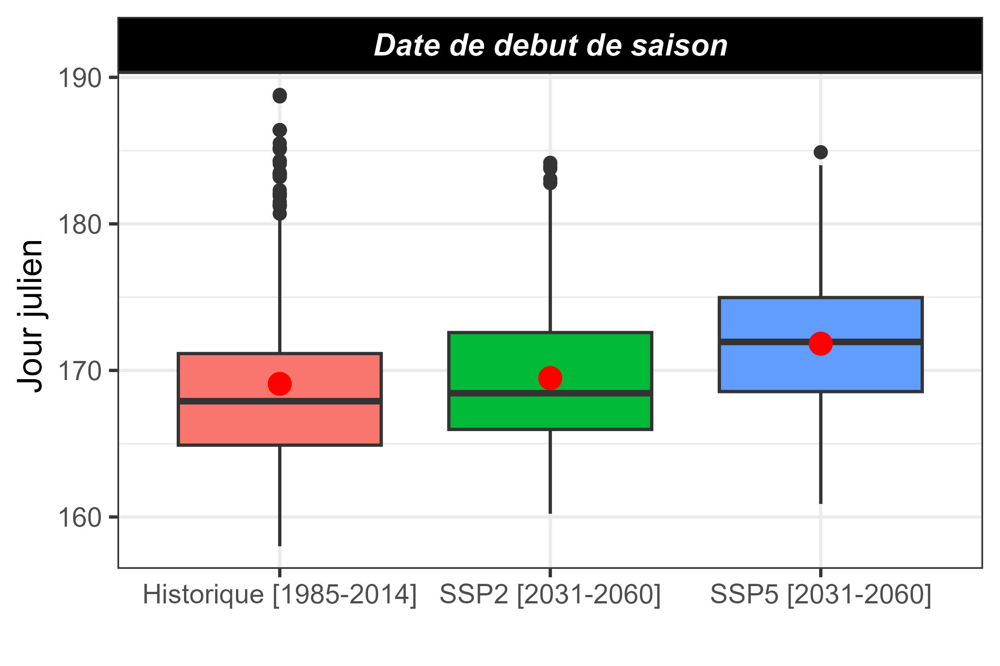 Date de debut de saison
190
180
170
160
Jour julien
Historique [1985-2014]
SSP2 [2031-2060]
SSP5 [2031-2060]